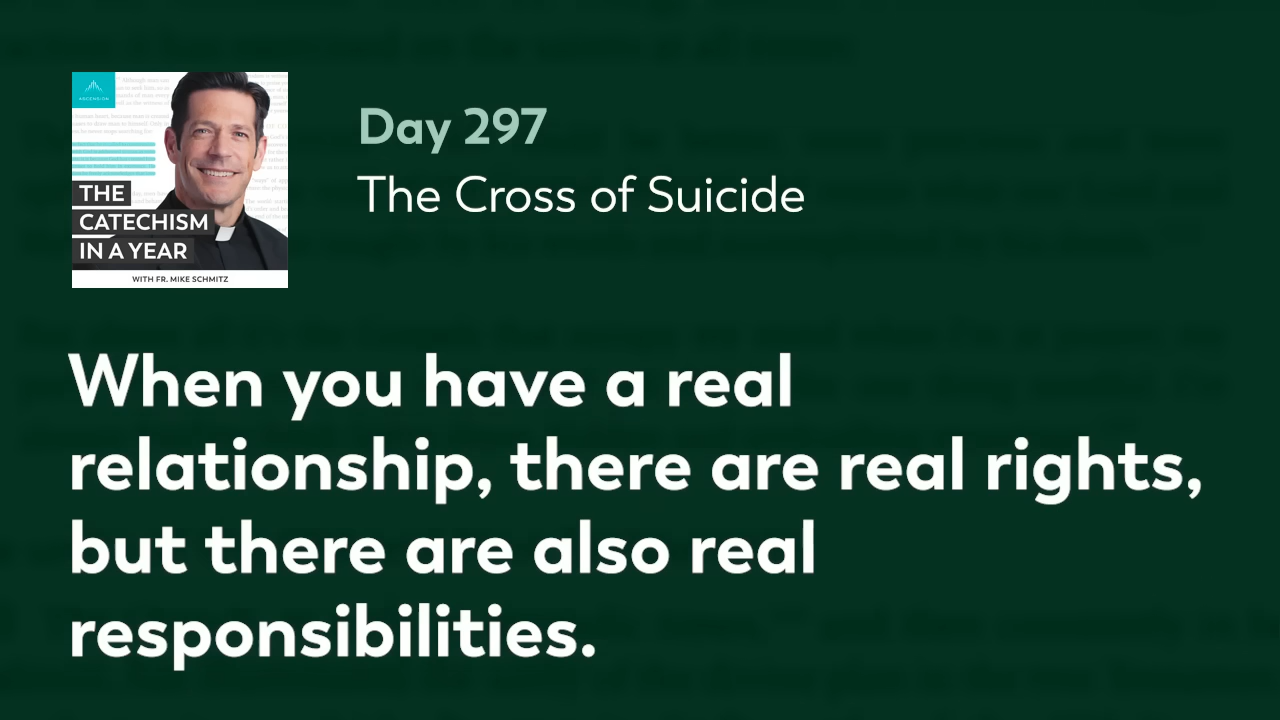 ASCENSION
THE
CATECHISM
IN A YEAR
WITH FR. MIKE SCHMITZ
Day 297
The Cross of Suicide
When you have a real
relationship, there are real rights,
but there are also real
responsibilities.